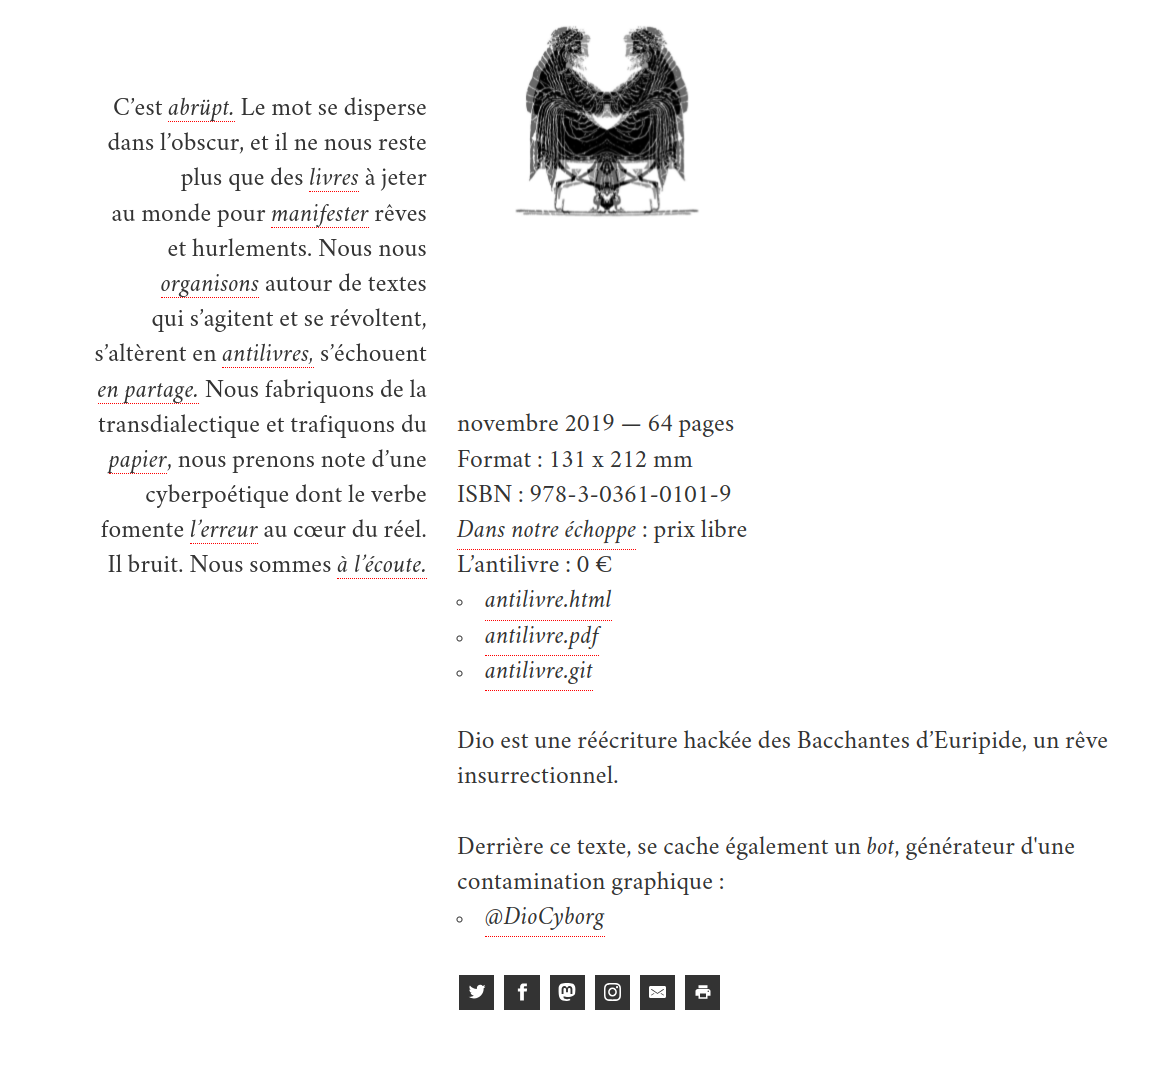 C’est abrüpt. Le mot se disperse
dans l’obscur, et il ne nous reste
plus que des livres à jeter
au monde pour manifester rêves
et hurlements. Nous nous
organisons autour de textes
qui s’agitent et se révoltent,
s’altèrent en antilivres, s’échouent
en partage. Nous fabriquons de la
transdialectique et trafiquons du
papier, nous prenons note d’une
cyberpoétique dont le verbe
fomente l’erreur au cœur du réel.
Il bruit. Nous sommes à l’écoute.
novembre 2019 — 64 pages
Format : 131 x 212 mm
ISBN : 978-3-0361-0101-9
Dans notre échoppe : prix libre
L’antilivre : 0 €
antilivre.html
antilivre.pdf
antilivre.git
Dio est une réécriture hackée des Bacchantes d’Euripide, un rêve
insurrectionnel.
Derrière ce texte, se cache également un bot, générateur d'une
contamination graphique :
@DioCyborg